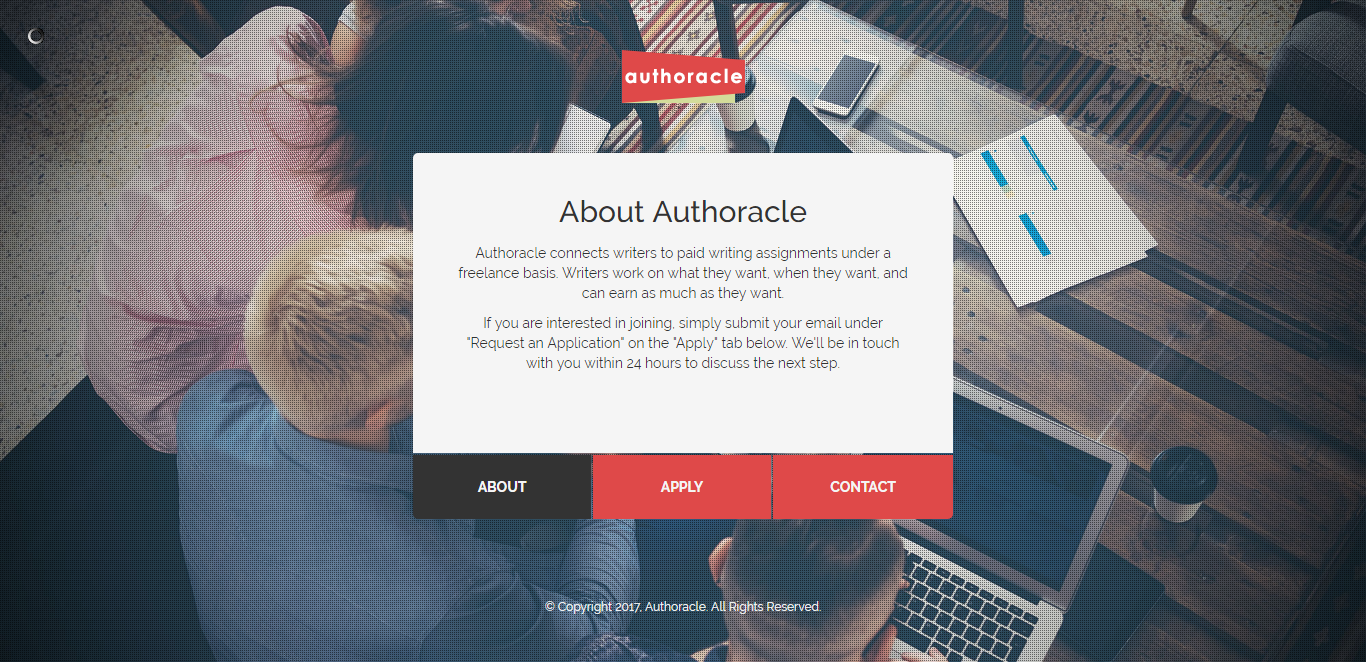 authoracle
About Authoracle
Authoracle connects writers to paid writing assignments under a
freelance basis. Writers work on what they want, when they want, and
can earn as much as they want.
If you are interested in joining, simply submit your email under
"Request an Application" on the "Apply" tab below. We'll be in touch
with you within 24 hours to discuss the next step.
ABOUT
APPLY
CONTACT
© Copyright 2017, Authoracle. All Rights Reserved.